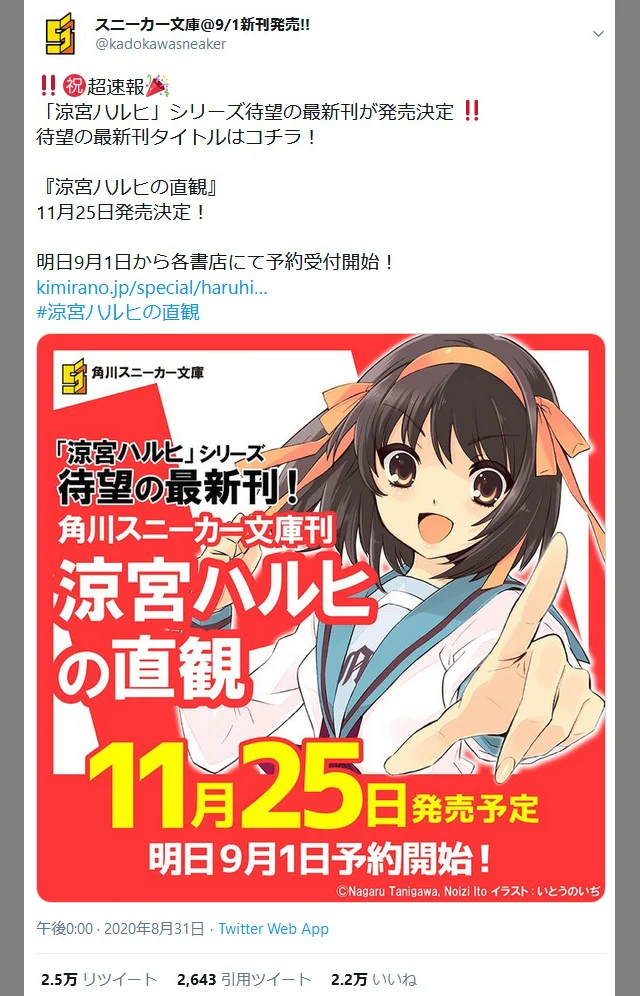 スニーカー文庫@9/1新刊発売!!
@kadokawasneaker
‼️㊗️超速報🎉
「涼宮ハルヒ」シリーズ待望の最新刊が発売決定 ‼️
待望の最新刊タイトルはコチラ！
『涼宮ハルヒの直観』
11月25日発売決定！
明日9月1日から各書店にて予約受付開始！
kimirano.jp/special/haruhi…
#涼宮ハルヒの直観
角川スニーカー文庫
「涼宮ハルヒ」シリーズ
待望の最新刊！
角川スニーカー文庫刊
涼宮ハルヒ
の直観
11月25日発売予定
明日9月1日予約開始！
©Nagaru Tanigawa, Noizi Ito イラスト：いとうのいぢ
午後0:00 · 2020年8月31日 · Twitter Web App
2.5万 リツイート 2,643 引用ツイート 2.2万 いいね